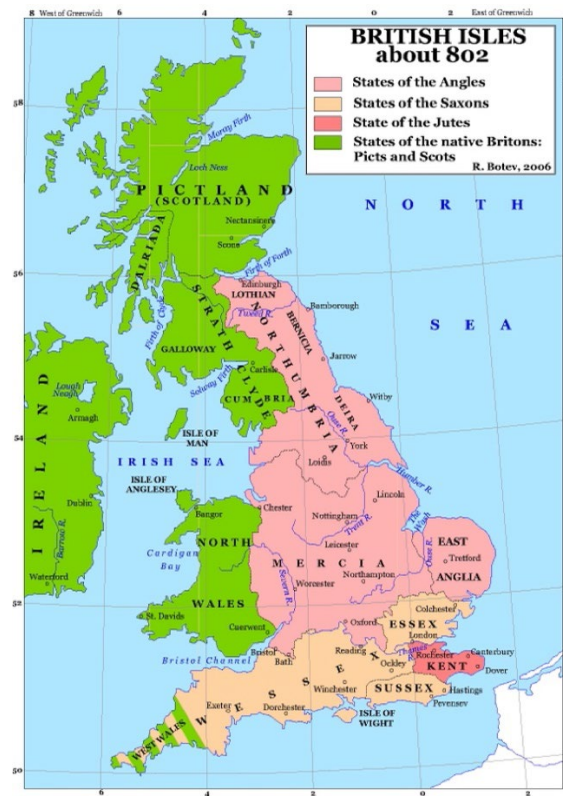 8 West of Greenwich 6 4 2 0 East of Greenwich 2
BRITISH ISLES
about 802
States of the Angles
States of the Saxons
State of the Jutes
States of the native Britons:
Picts and Scots
R. Botev, 2006
58
Moray Firth
Loch Ness
PICTLAND
(SCOTLAND)
NORTH
Nectansmere
Scone
DALRIADA
Firth of Forth
56
Edinburgh
LOTHIAN
Tweed R.
Bamborough
BERNICIA
SEA
STRATH CLYDE
Firth of Clyde
NORTHUMBRIA
GALLOWAY
Jarrow
Carlisle
Solway Firth
CUMBRIA
Witby
DEIRA
Lough
Neagh
Armagh
ISLE OF
MAN
54
Ouse R.
York
IRELAND
IRISH SEA
Loidis
Humber R.
ISLE OF
ANGLESEY
Lincoln
Chester
Dublin
Bangor
Nottingham
The Wash
Trent R.
Cardigan
Bay
NORTH
WALES
Leicester
EAST
ANGLIA
Ouse R.
Tretford
MERCIA
Barrow R.
Waterford
Severn R.
Worcester
Northampton
52
St. Davids
Colchester
Oxford
ESSEX
Caerwent
London
Bristol
Reading
Thames
Rochester
Canterbury
Bristol Channel
Bath
Ockley
KENT
Dover
WESSEX
Winchester
SUSSEX
Hastings
Pevensey
Exeter
Dorchester
ISLE OF
WIGHT
WEST WALES
50
6 4 2 0 2